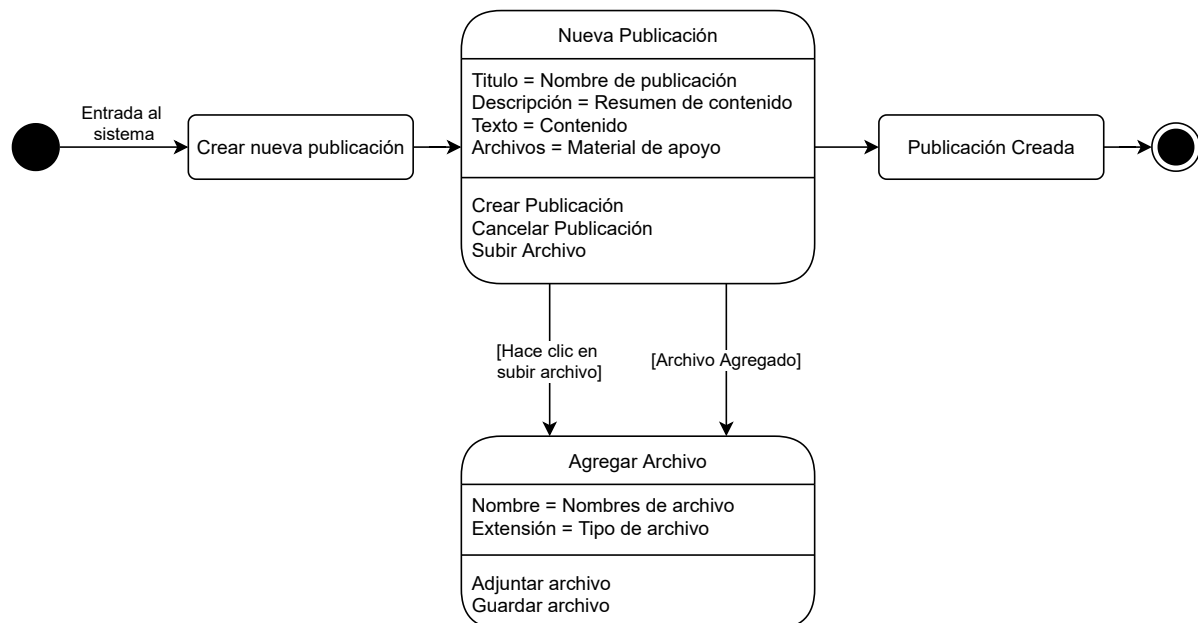 Entrada al
sistema
Crear nueva publicación
Nueva Publicación
Titulo = Nombre de publicación
Descripción = Resumen de contenido
Texto = Contenido
Archivos = Material de apoyo
Crear Publicación
Cancelar Publicación
Subir Archivo
Publicación Creada
[Hace clic en
subir archivo]
[Archivo Agregado]
Agregar Archivo
Nombre = Nombres de archivo
Extensión = Tipo de archivo
Adjuntar archivo
Guardar archivo